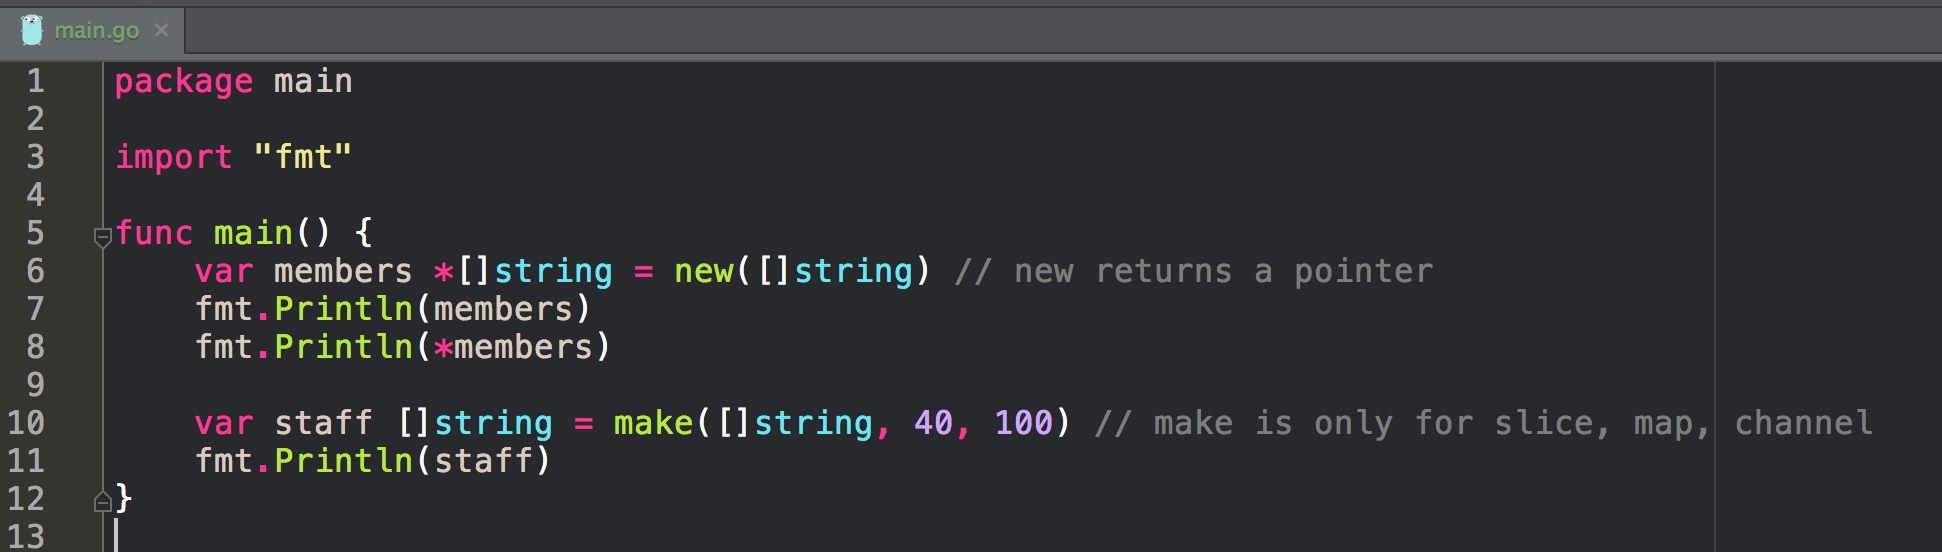 main.go ×
1 package main
2
3 import "fmt"
4
5 func main() {
6     var members *[]string = new([]string) // new returns a pointer
7     fmt.Println(members)
8     fmt.Println(*members)
9
10     var staff []string = make([]string, 40, 100) // make is only for slice, map, channel
11     fmt.Println(staff)
12 }
13